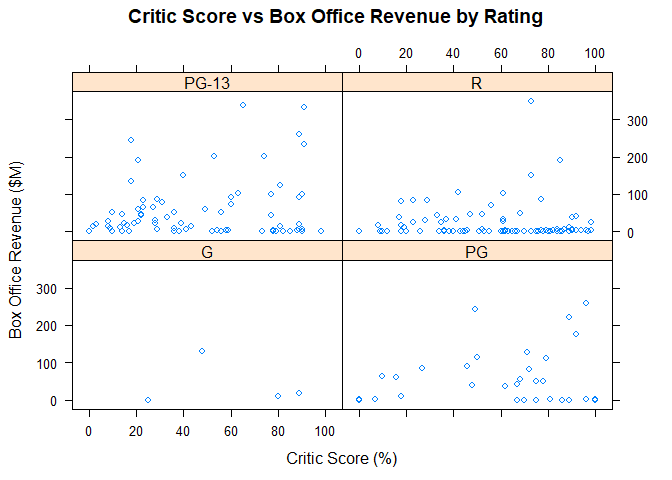 Critic Score vs Box Office Revenue by Rating
0 20 40 60 80 100
PG-13 R
300
200
100
0
G PG
300
200
100
0
0 20 40 60 80 100
Box Office Revenue ($M)
Critic Score (%)